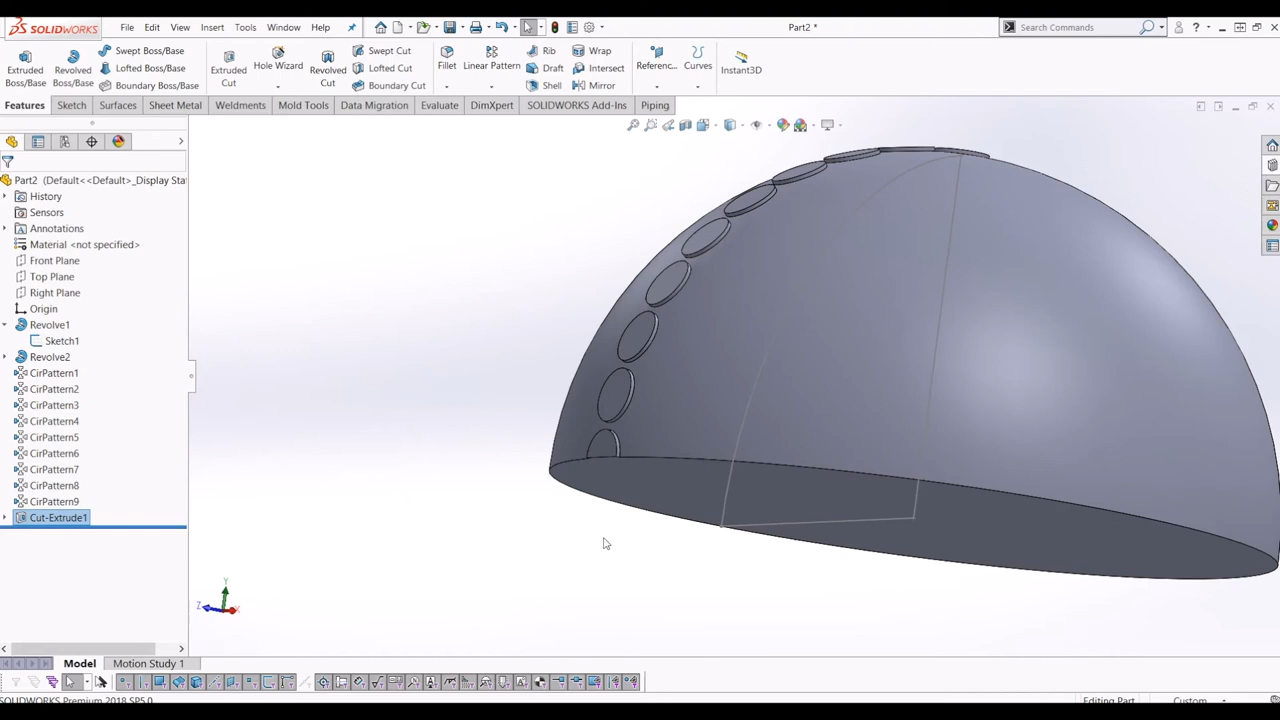 SOLIDWORKS
File Edit View Insert Tools Window Help
Part2 *
Search Commands
Extruded Boss/Base
Revolved Boss/Base
Swept Boss/Base
Lofted Boss/Base
Boundary Boss/Base
Extruded Cut
Hole Wizard
Revolved Cut
Swept Cut
Lofted Cut
Boundary Cut
Fillet
Linear Pattern
Rib
Draft
Shell
Wrap
Intersect
Mirror
Referenc...
Curves
Instant3D
Features Sketch Surfaces Sheet Metal Weldments Mold Tools Data Migration Evaluate DimXpert SOLIDWORKS Add-Ins Piping
Part2 (Default<<Default>_Display Sta
History
Sensors
Annotations
Material <not specified>
Front Plane
Top Plane
Right Plane
Origin
Revolve1
Sketch1
Revolve2
CirPattern1
CirPattern2
CirPattern3
CirPattern4
CirPattern5
CirPattern6
CirPattern7
CirPattern8
CirPattern9
Cut-Extrude1
Y
Z
X
Model Motion Study 1
SOLIDWORKS Premium 2018 SP5.0
Editing Part
Custom